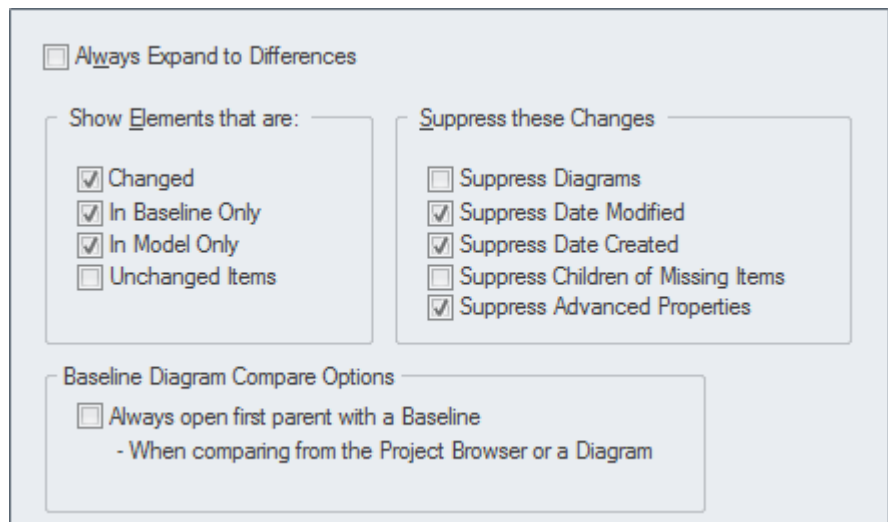 Always Expand to Differences
Show Elements that are:
Changed
In Baseline Only
In Model Only
Unchanged Items
Suppress these Changes
Suppress Diagrams
Suppress Date Modified
Suppress Date Created
Suppress Children of Missing Items
Suppress Advanced Properties
Baseline Diagram Compare Options
Always open first parent with a Baseline
- When comparing from the Project Browser or a Diagram